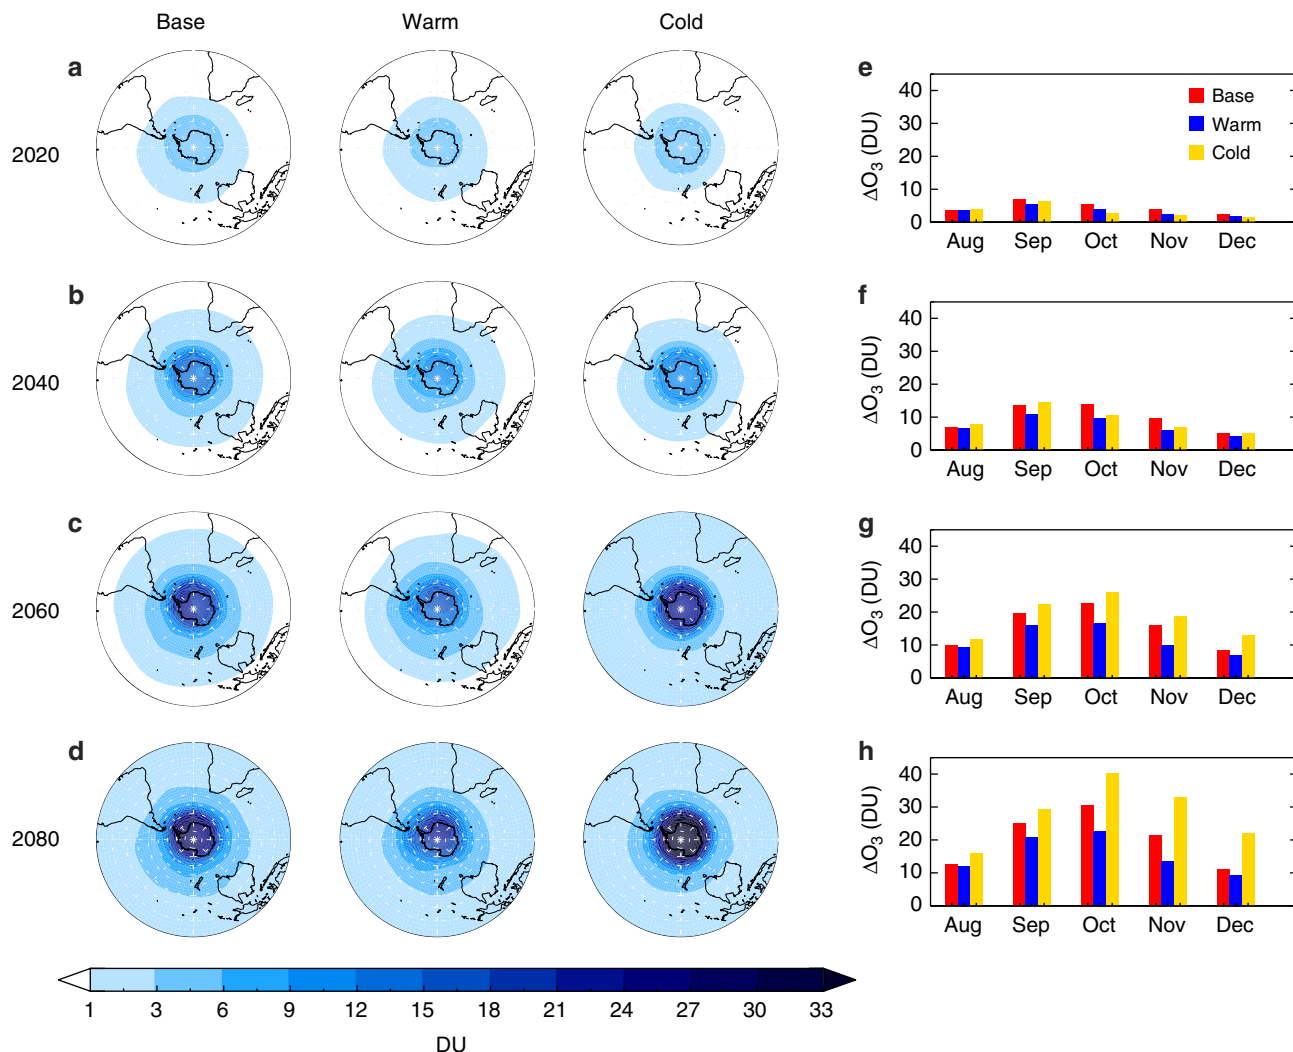 Base Warm Cold
a
2020
b
2040
c
2060
d
2080
1 3 6 9 12 15 18 21 24 27 30 33
DU
e
ΔO3 (DU)
40
30
20
10
0
Base
Warm
Cold
Aug Sep Oct Nov Dec
f
ΔO3 (DU)
40
30
20
10
0
Aug Sep Oct Nov Dec
g
ΔO3 (DU)
40
30
20
10
0
Aug Sep Oct Nov Dec
h
ΔO3 (DU)
40
30
20
10
0
Aug Sep Oct Nov Dec